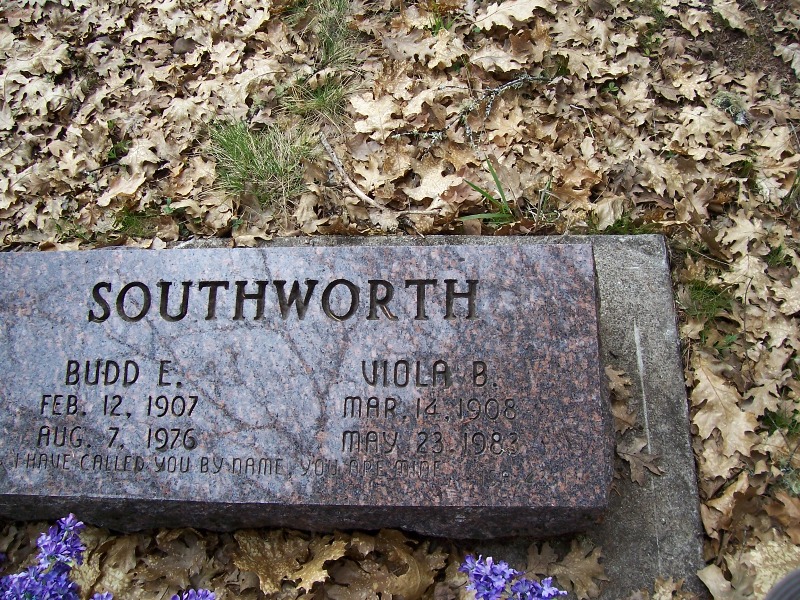 SOUTHWORTH
BUDD E. VIOLA B.
FEB. 12, 1907 MAR. 14, 1908
AUG. 7, 1976 MAY 23, 1983
I HAVE CALLED YOU BY NAME, YOU ARE MINE